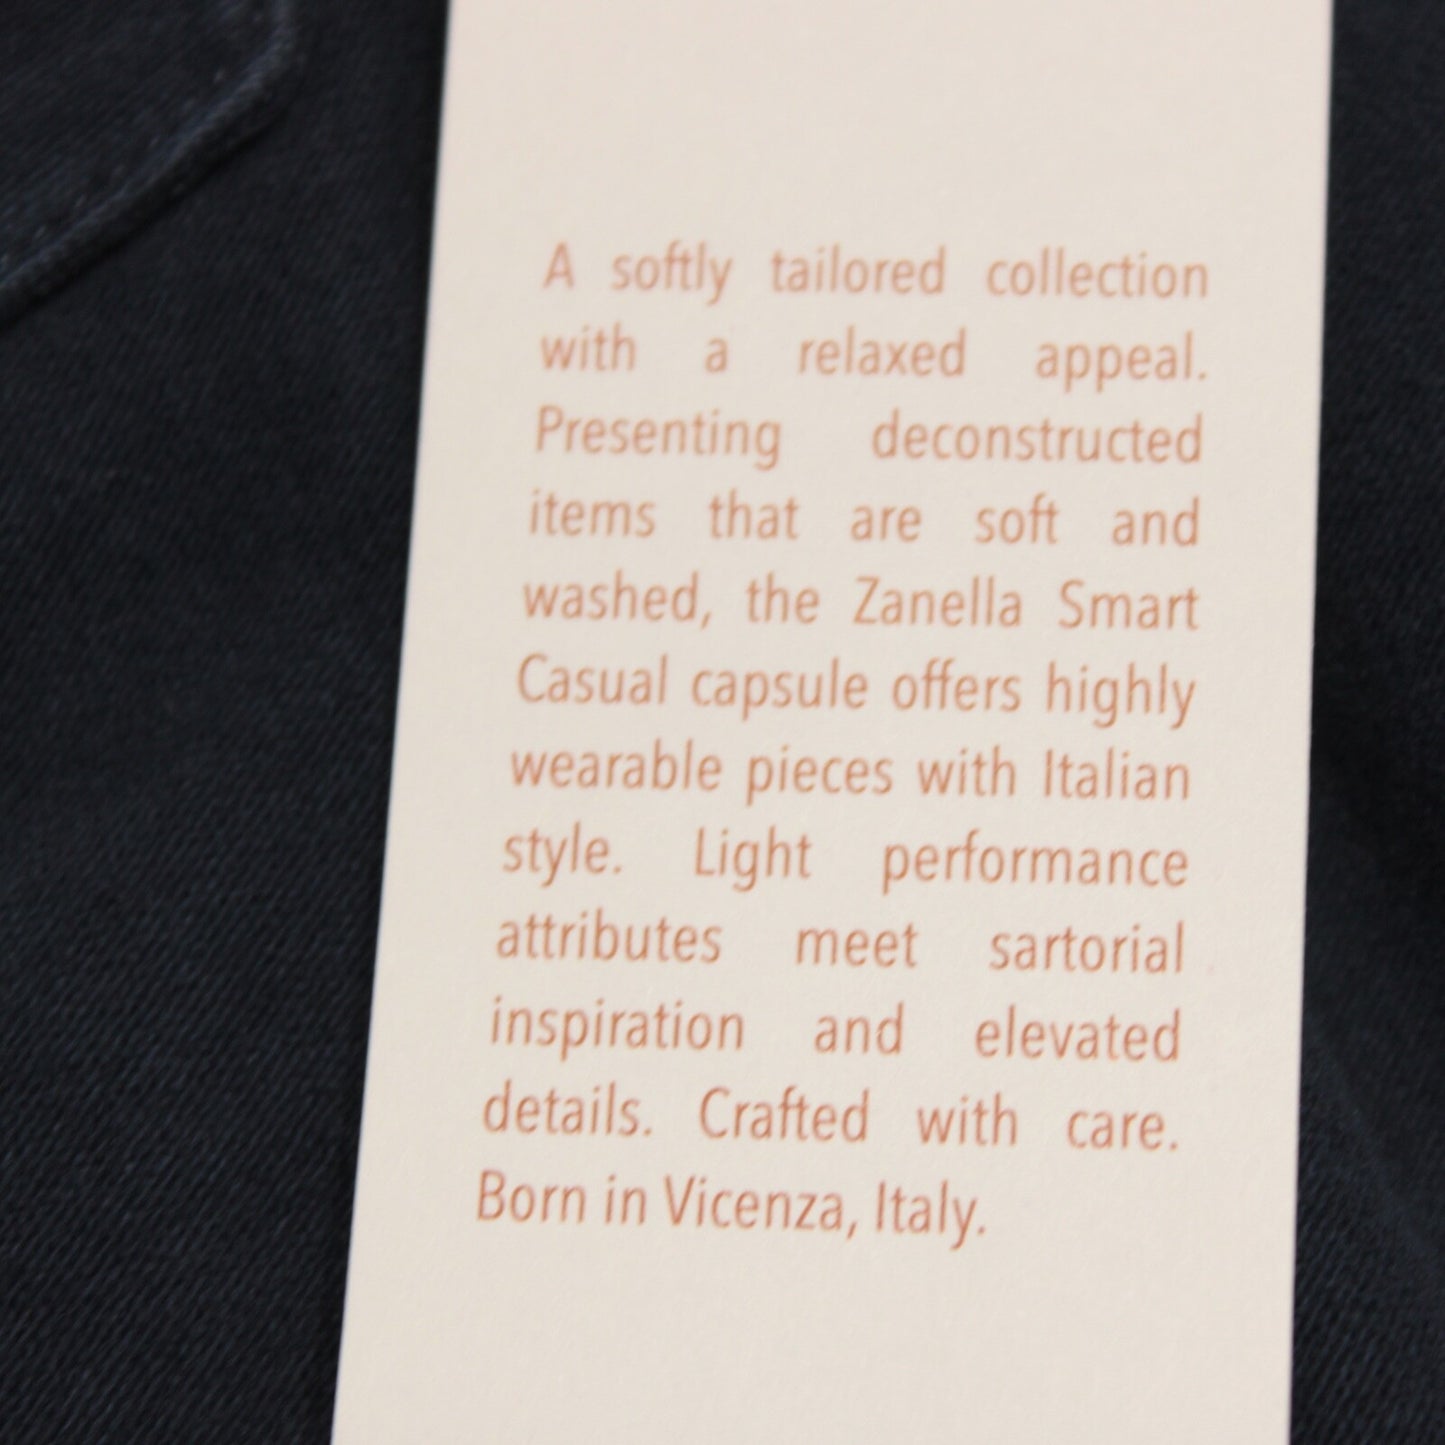 A softly tailored collection
with a relaxed appeal.
Presenting deconstructed
items that are soft and
washed, the Zanella Smart
Casual capsule offers highly
wearable pieces with Italian
style. Light performance
attributes meet sartorial
inspiration and elevated
details. Crafted with care.
Born in Vicenza, Italy.